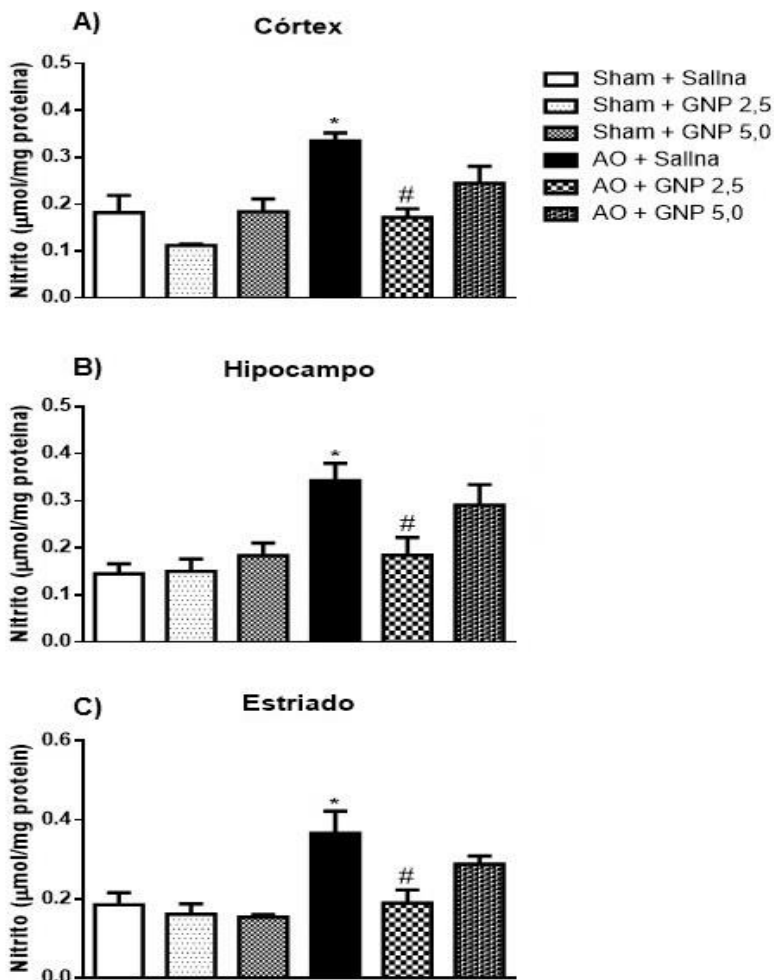 A)
Córtex
Nitrito (µmol/mg proteína)
0.5
0.4
0.3
0.2
0.1
0.0
*
#
Sham + Sallna
Sham + GNP 2,5
Sham + GNP 5,0
AO + Sallna
AO + GNP 2,5
AO + GNP 5,0
B)
Hipocampo
Nitrito (µmol/mg proteína)
0.5
0.4
0.3
0.2
0.1
0.0
*
#
C)
Estriado
Nitrito (µmol/mg protein)
0.6
0.4
0.2
0.0
*
#